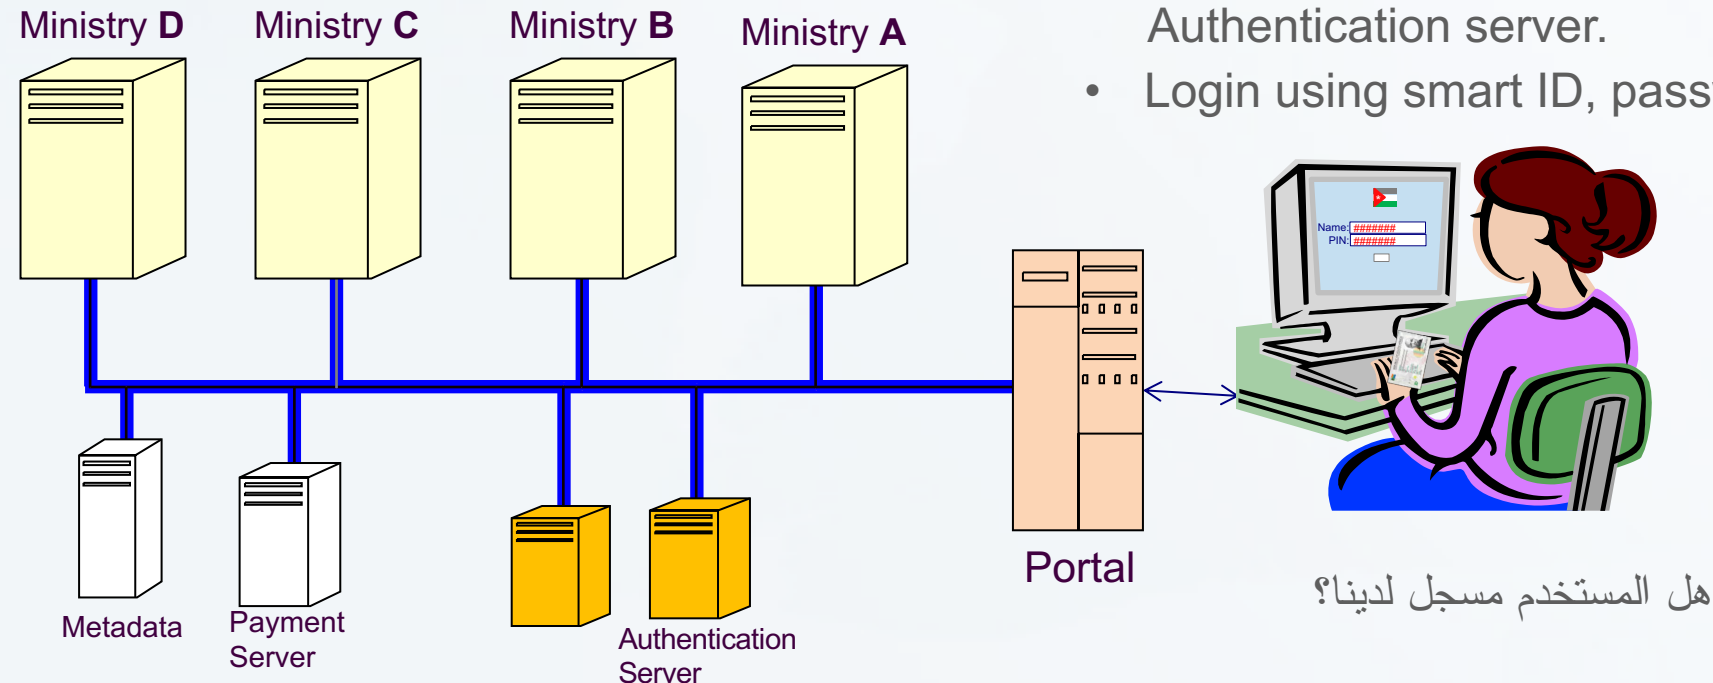 Ministry D
Ministry C
Ministry B
Ministry A
Authentication server.
• Login using smart ID,
Name: #######
PIN: #######
Portal
Metadata
Payment
Server
Authentication
Server
هل المستخدم مسجل لدينا؟